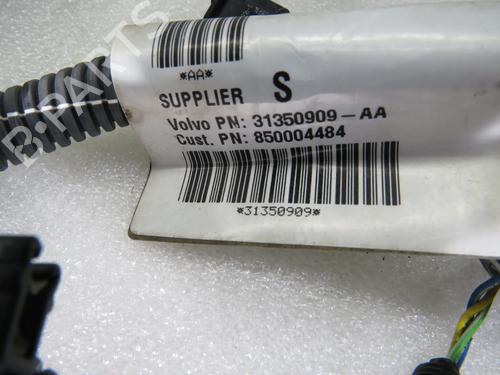 *AA*
SUPPLIER S
Volvo PN: 31350909-AA
Cust. PN: 850004484
*31350909*
B-PARTS